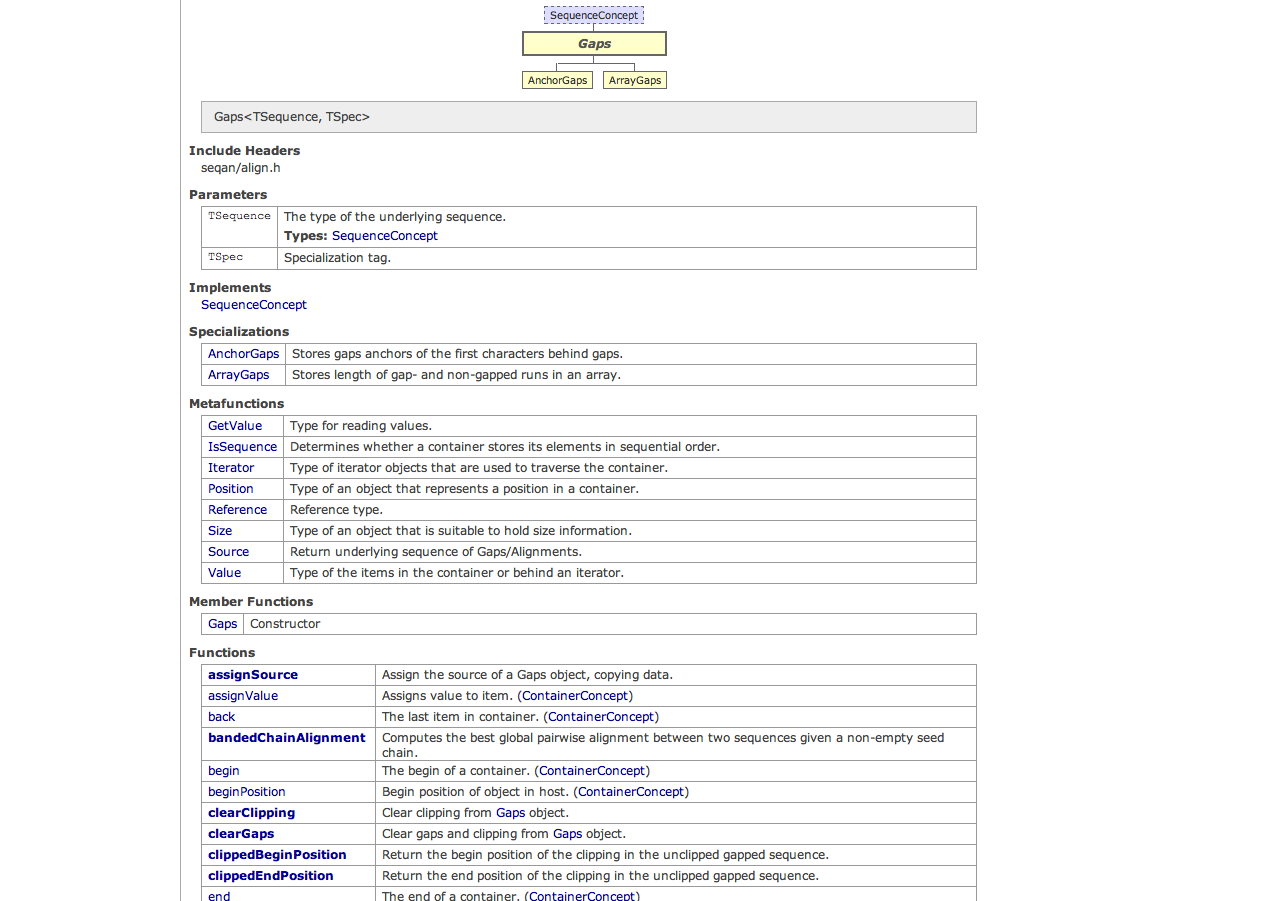 SequenceConcept
Gaps
AnchorGaps ArrayGaps
Gaps<TSequence, TSpec>
Include Headers
seqan/align.h
Parameters
TSequence The type of the underlying sequence.
Types: SequenceConcept
TSpec Specialization tag.
Implements
SequenceConcept
Specializations
AnchorGaps Stores gaps anchors of the first characters behind gaps.
ArrayGaps Stores length of gap- and non-gapped runs in an array.
Metafunctions
GetValue Type for reading values.
IsSequence Determines whether a container stores its elements in sequential order.
Iterator Type of iterator objects that are used to traverse the container.
Position Type of an object that represents a position in a container.
Reference Reference type.
Size Type of an object that is suitable to hold size information.
Source Return underlying sequence of Gaps/Alignments.
Value Type of the items in the container or behind an iterator.
Member Functions
Gaps Constructor
Functions
assignSource Assign the source of a Gaps object, copying data.
assignValue Assigns value to item. (ContainerConcept)
back The last item in container. (ContainerConcept)
bandedChainAlignment Computes the best global pairwise alignment between two sequences given a non-empty seed
chain.
begin The begin of a container. (ContainerConcept)
beginPosition Begin position of object in host. (ContainerConcept)
clearClipping Clear clipping from Gaps object.
clearGaps Clear gaps and clipping from Gaps object.
clippedBeginPosition Return the begin position of the clipping in the unclipped gapped sequence.
clippedEndPosition Return the end position of the clipping in the unclipped gapped sequence.
end The end of a container. (ContainerConcept)